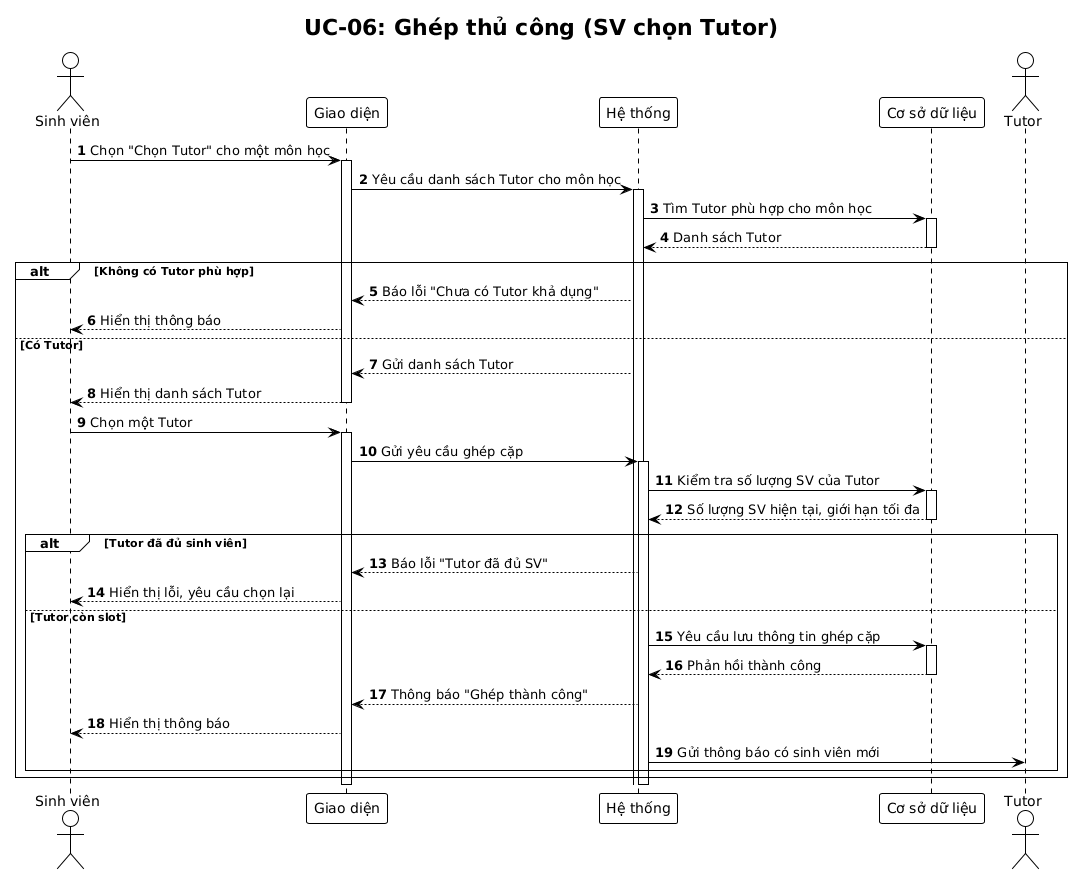 UC-06: Ghép thủ công (SV chọn Tutor)
Sinh viên
Giao diện
Hệ thống
Cơ sở dữ liệu
Tutor
1 Chọn "Chọn Tutor" cho một môn học
2 Yêu cầu danh sách Tutor cho môn học
3 Tìm Tutor phù hợp cho môn học
4 Danh sách Tutor
alt [Không có Tutor phù hợp]
5 Báo lỗi "Chưa có Tutor khả dụng"
6 Hiển thị thông báo
[Có Tutor]
7 Gửi danh sách Tutor
8 Hiển thị danh sách Tutor
9 Chọn một Tutor
10 Gửi yêu cầu ghép cặp
11 Kiểm tra số lượng SV của Tutor
12 Số lượng SV hiện tại, giới hạn tối đa
alt [Tutor đã đủ sinh viên]
13 Báo lỗi "Tutor đã đủ SV"
14 Hiển thị lỗi, yêu cầu chọn lại
[Tutor còn slot]
15 Yêu cầu lưu thông tin ghép cặp
16 Phản hồi thành công
17 Thông báo "Ghép thành công"
18 Hiển thị thông báo
19 Gửi thông báo có sinh viên mới
Sinh viên
Giao diện
Hệ thống
Cơ sở dữ liệu
Tutor